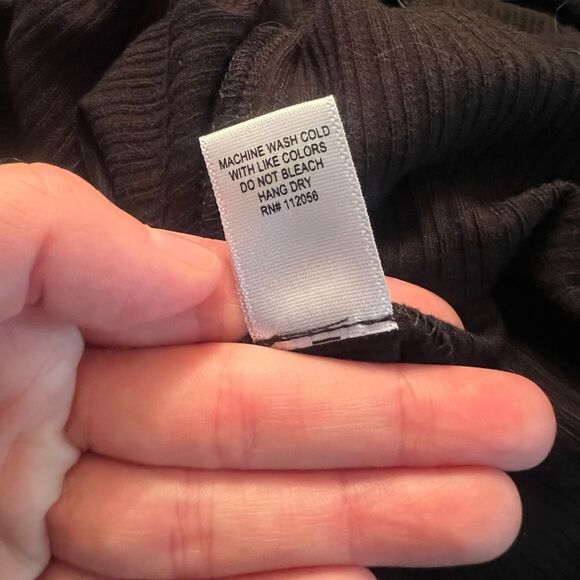 MACHINE WASH COLD
WITH LIKE COLORS
DO NOT BLEACH
HANG DRY
RN# 112056